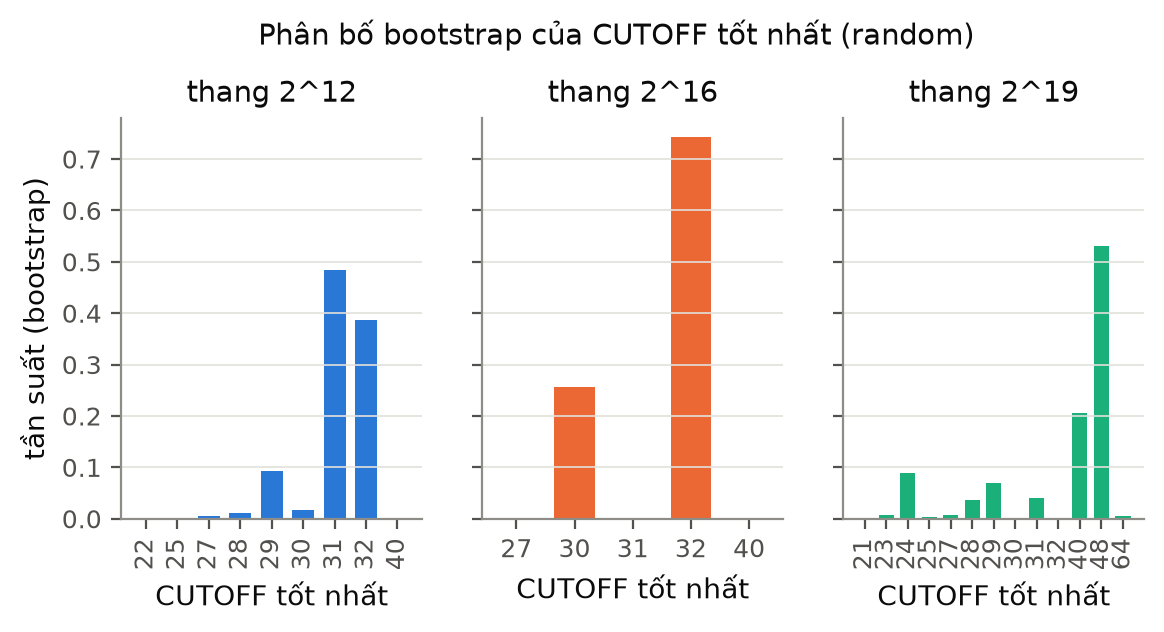 Phân bố bootstrap của CUTOFF tốt nhất (random)
thang 2^12
thang 2^16
thang 2^19
tần suất (bootstrap)
0.7
0.6
0.5
0.4
0.3
0.2
0.1
0.0
22 25 27 28 29 30 31 32 40
27 30 31 32 40
21 23 24 25 27 28 29 30 31 32 40 48 64
CUTOFF tốt nhất
CUTOFF tốt nhất
CUTOFF tốt nhất